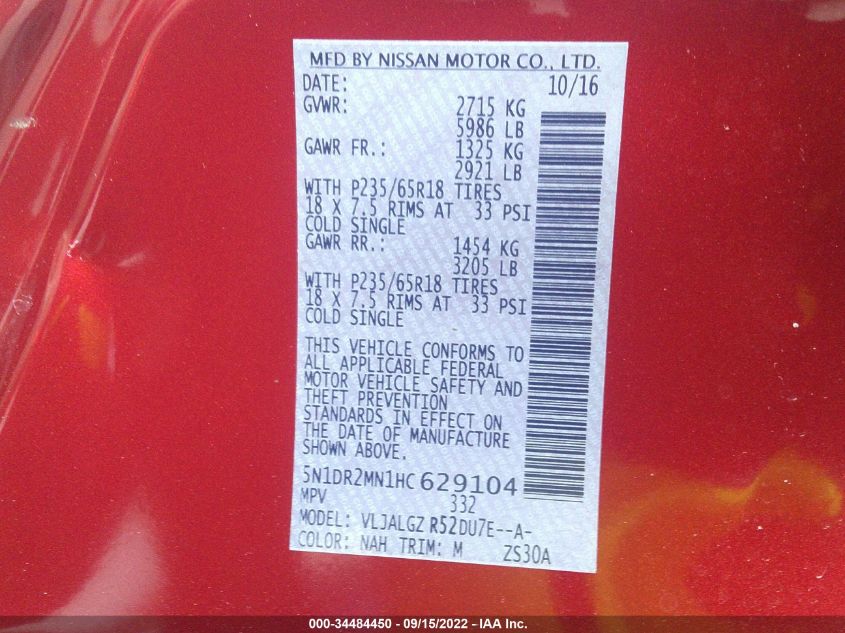 MFD BY NISSAN MOTOR CO., LTD.
DATE: 10/16
GVWR: 2715 KG
5986 LB
GAWR FR.: 1325 KG
2921 LB
WITH P235/65R18 TIRES
18 X 7.5 RIMS AT 33 PSI
COLD SINGLE
GAWR RR.: 1454 KG
3205 LB
WITH P235/65R18 TIRES
18 X 7.5 RIMS AT 33 PSI
COLD SINGLE
THIS VEHICLE CONFORMS TO
ALL APPLICABLE FEDERAL
MOTOR VEHICLE SAFETY AND
THEFT PREVENTION
STANDARDS IN EFFECT ON
THE DATE OF MANUFACTURE
SHOWN ABOVE.
5N1DR2MN1HC 629104
MPV 332
MODEL: VLJALGZ R52DU7E--A-
COLOR: NAH TRIM: M ZS30A
000-34484450 - 09/15/2022 - IAA Inc.